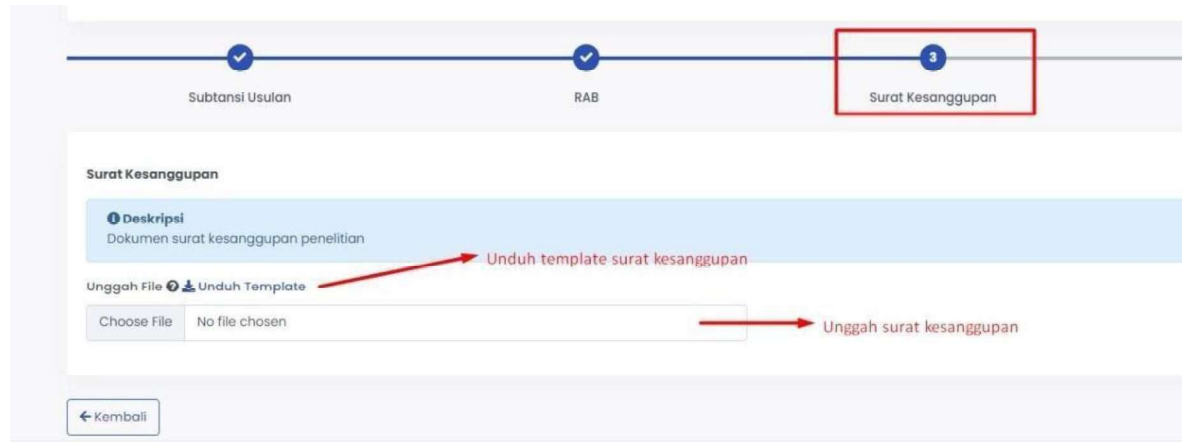 3
Subtansi Usulan
RAB
Surat Kesanggupan
Surat Kesanggupan
Deskripsi
Dokumen surat kesanggupan penelitian
Unduh template surat kesanggupan
Unggah File Unduh Template
Choose File No file chosen
Unggah surat kesanggupan
Kembali